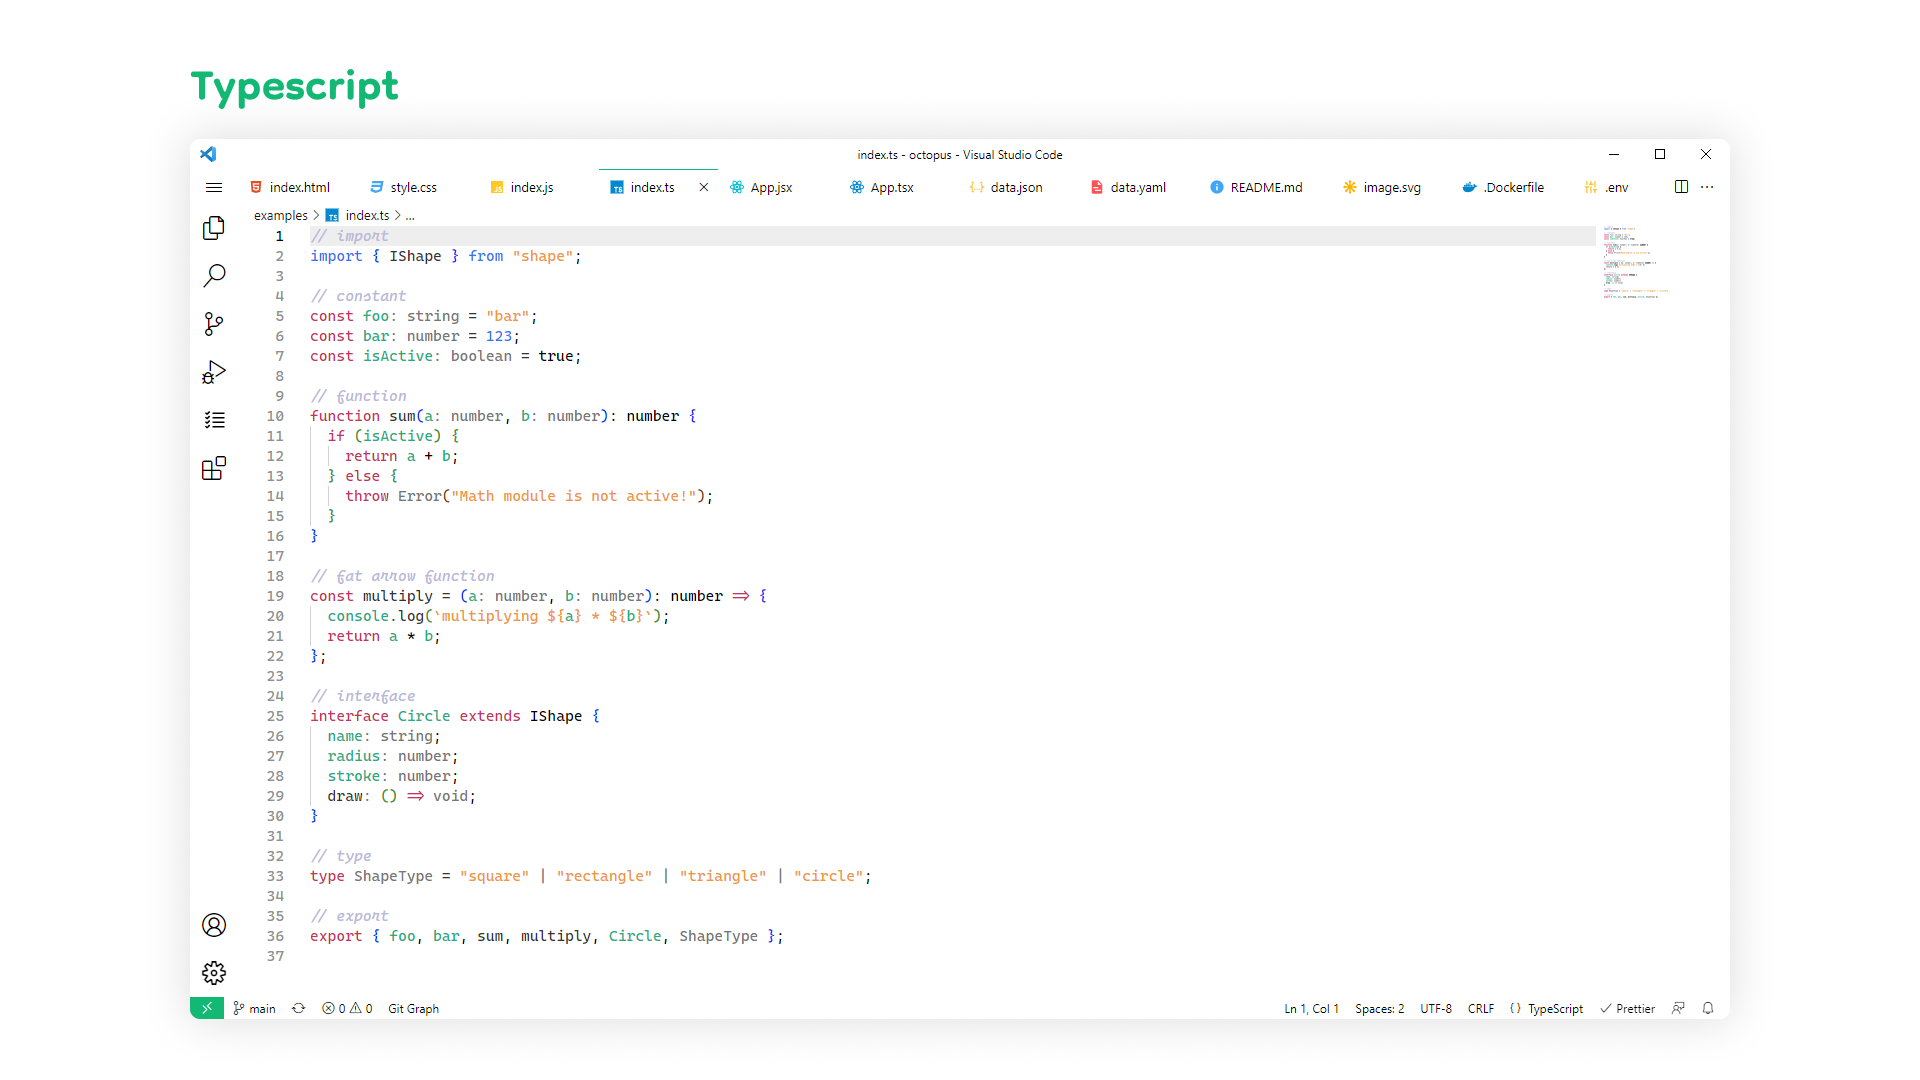 Typescript
index.ts - octopus - Visual Studio Code
index.html style.css index.js index.ts App.jsx App.tsx data.json data.yaml README.md image.svg .Dockerfile .env
examples > index.ts > ...
1 // import
2 import { IShape } from "shape";
3
4 // constant
5 const foo: string = "bar";
6 const bar: number = 123;
7 const isActive: boolean = true;
8
9 // function
10 function sum(a: number, b: number): number {
11 if (isActive) {
12 return a + b;
13 } else {
14 throw Error("Math module is not active!");
15 }
16 }
17
18 // fat arrow function
19 const multiply = (a: number, b: number): number => {
20 console.log(`multiplying ${a} * ${b}`);
21 return a * b;
22 };
23
24 // interface
25 interface Circle extends IShape {
26 name: string;
27 radius: number;
28 stroke: number;
29 draw: () => void;
30 }
31
32 // type
33 type ShapeType = "square" | "rectangle" | "triangle" | "circle";
34
35 // export
36 export { foo, bar, sum, multiply, Circle, ShapeType };
37
main 0 0 Git Graph Ln 1, Col 1 Spaces: 2 UTF-8 CRLF {} TypeScript Prettier